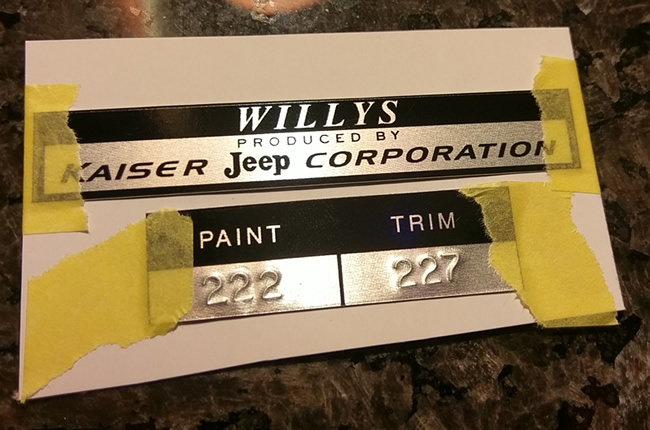 WILLYS
PRODUCED BY
KAISER Jeep CORPORATION
PAINT TRIM
222 227